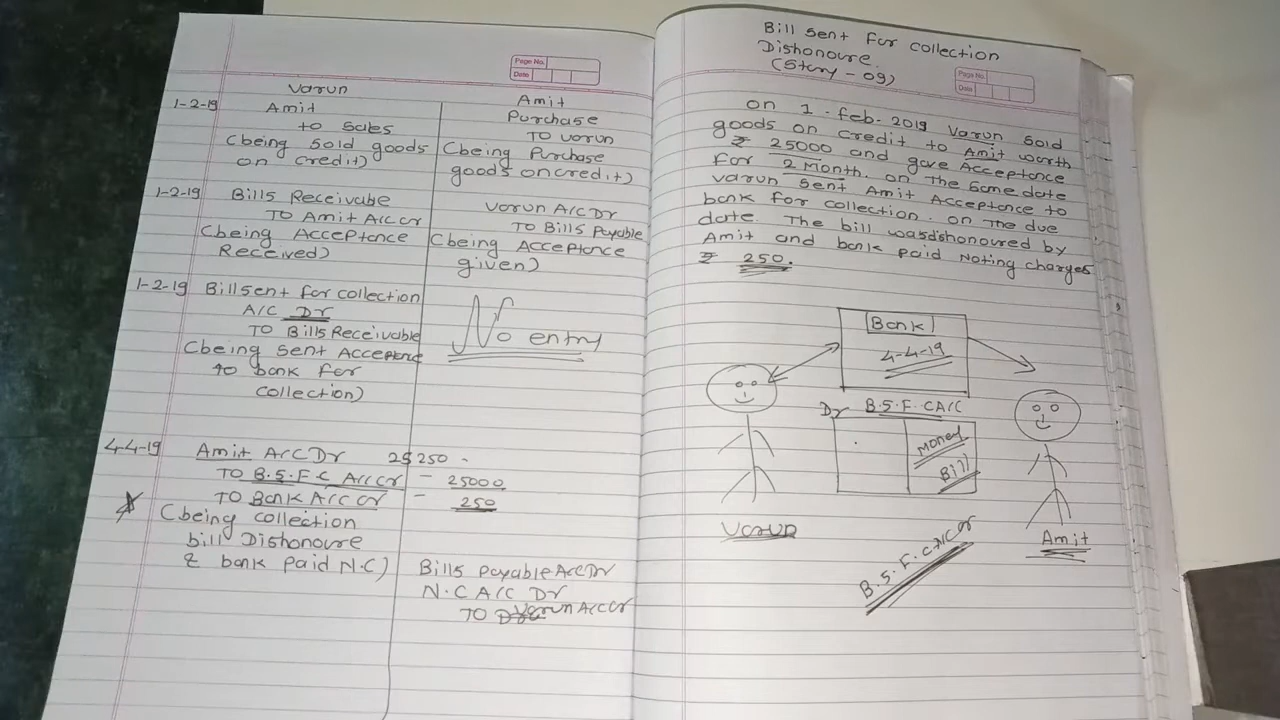 Page No.
Date
Varun
1-2-19 Amit
to sales
(being sold goods
on credit)
1-2-19 Bills Receivabe
TO Amit A/C cr
(being Acceptance
Received)
1-2-19 Bill sent for collection
A/C Dr
TO Bills Receivable
(being sent Acceptence
to bank for
collection)
4-4-19 Amit A/C Dr 25250
TO B.S.F.C A/C cr - 25000
TO Bank A/C cr - 250
(being collection
bill Dishonoure
& bank paid N.C)
Amit
Purchase
TO varun
(being Purchase
goods on credit)
Varun A/C Dr
TO Bills Payable
(being Acceptance
given)
No entry
Bills payable A/c Dr
N.C A/C Dr
TO Varun A/C cr
Bill sent for collection
Dishonoure.
(Story - 09)
Page No.
Date
on 1. feb. 2019 Varun sold
goods on credit to Amit worth
₹ 25000 and gave Acceptance
for 2 Month. on the same date
varun sent Amit Acceptance to
bank for collection. on the due
date. The bill was dishonoured by
Amit and bank paid Noting charges
₹ 250.
Bank
4-4-19
Dr B.S.F.C A/C
Money
Bill
Varun
Amit
B.S.F.C A/C cr